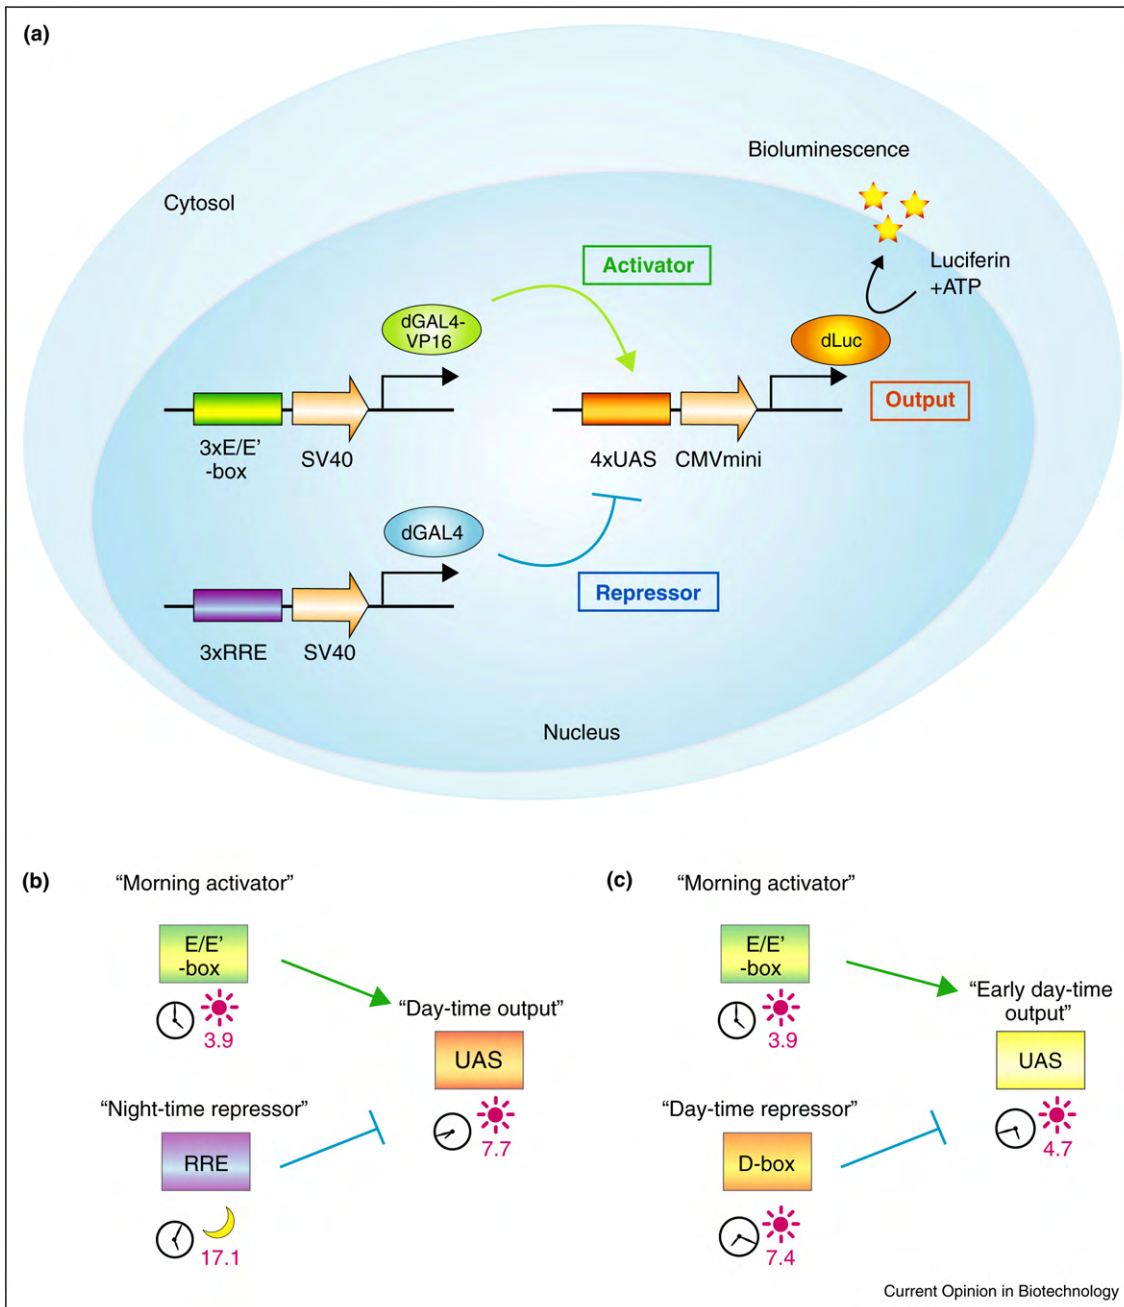 (a)
Bioluminescence
Cytosol
Activator
Luciferin
+ATP
dGAL4-
VP16
dLuc
Output
3xE/E’
-box
SV40
4xUAS
CMVmini
dGAL4
Repressor
3xRRE
SV40
Nucleus
(b)
“Morning activator”
E/E’
-box
3.9
“Day-time output”
UAS
7.7
“Night-time repressor”
RRE
17.1
(c)
“Morning activator”
E/E’
-box
3.9
“Early day-time
output”
UAS
4.7
“Day-time repressor”
D-box
7.4
Current Opinion in Biotechnology